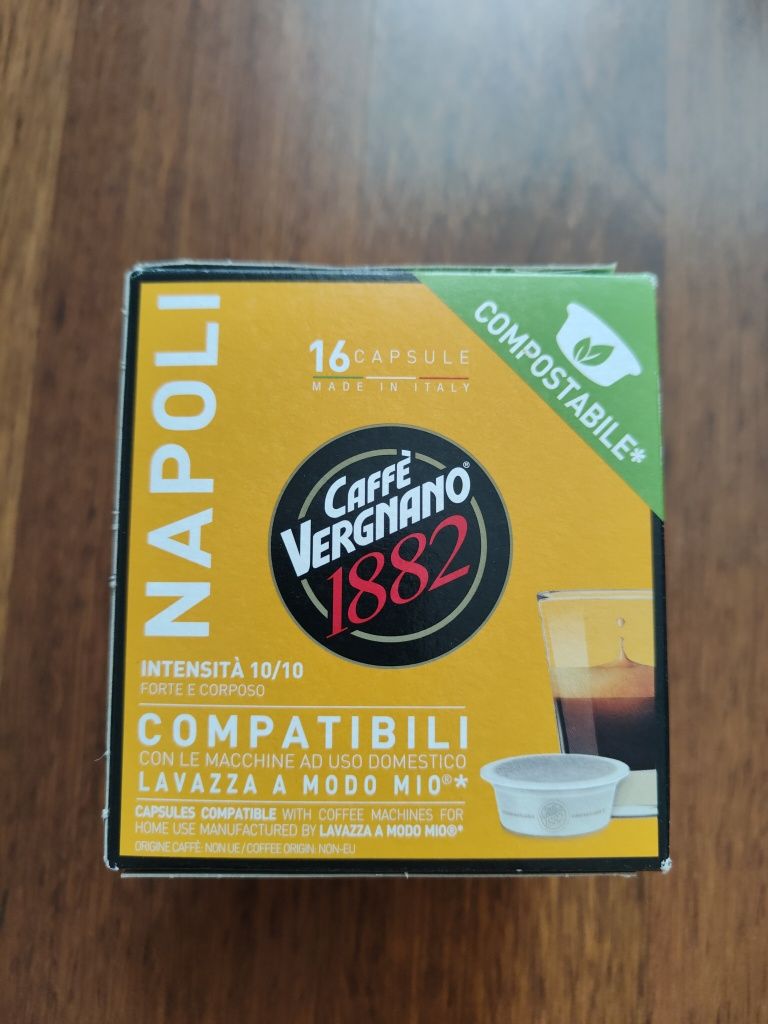 NAPOLI
16 CAPSULE
MADE IN ITALY
COMPOSTABILE*
CAFFÈ
VERGNANO®
1882
INTENSITÀ 10/10
FORTE E CORPOSO
COMPATIBILI
CON LE MACCHINE AD USO DOMESTICO
LAVAZZA A MODO MIO®*
CAPSULES COMPATIBLE WITH COFFEE MACHINES FOR
HOME USE MANUFACTURED BY LAVAZZA A MODO MIO®*
ORIGINE CAFFÈ: NON UE / COFFEE ORIGIN: NON-EU